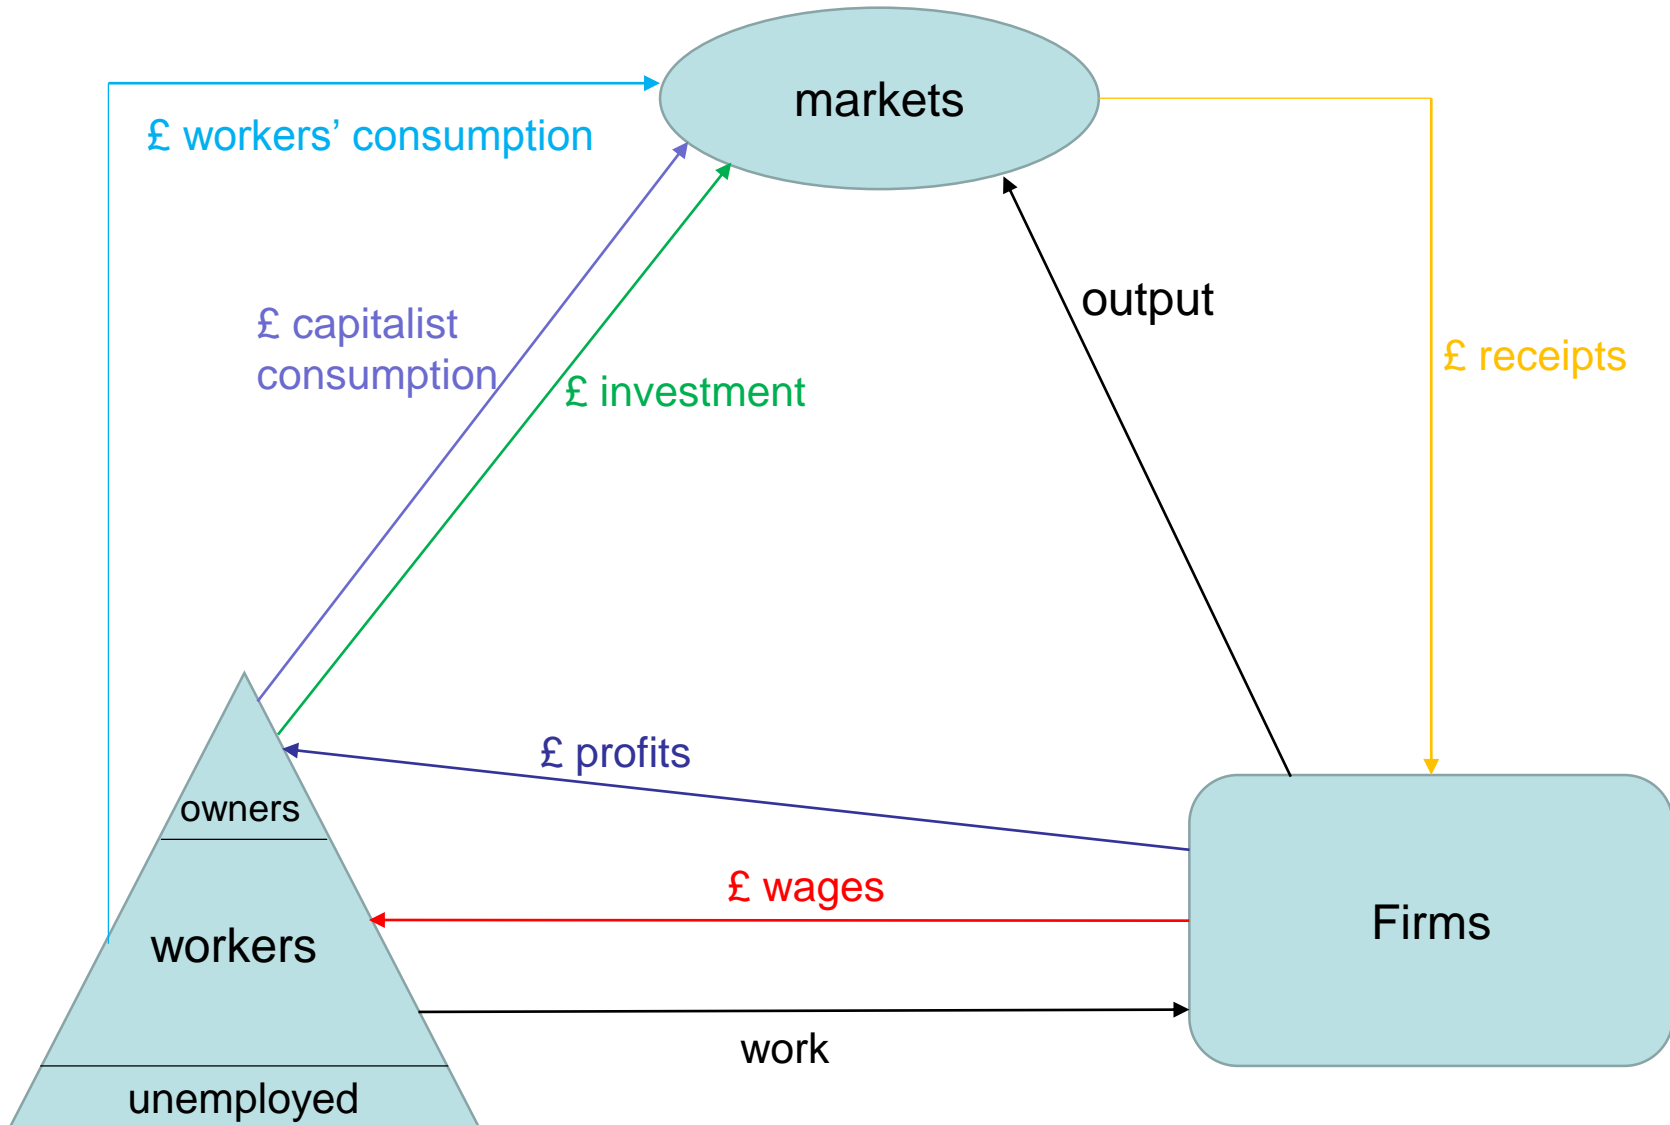 markets
£ workers’ consumption
£ capitalist
consumption
output
£ receipts
£ investment
£ profits
owners
£ wages
Firms
workers
work
unemployed